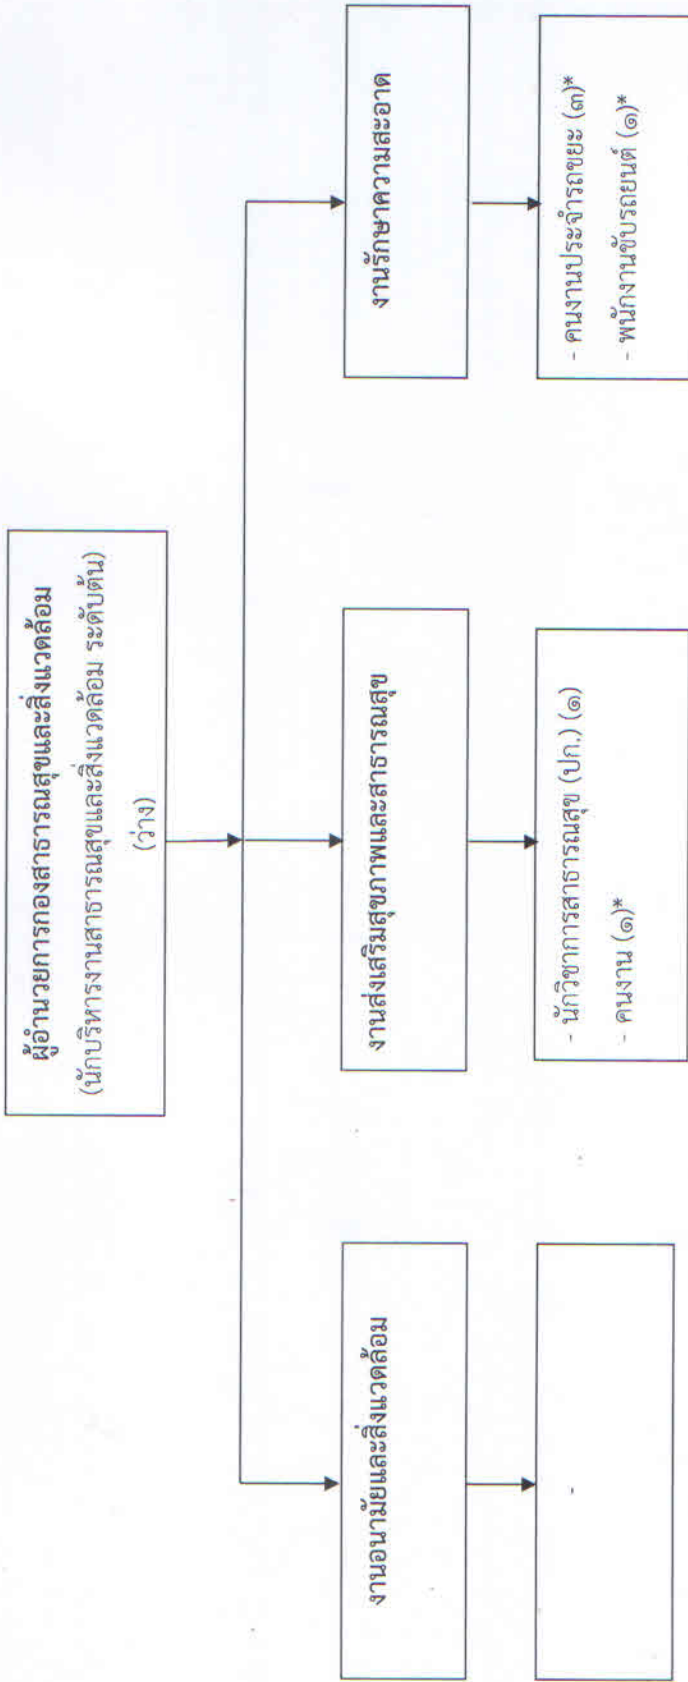 ผู้อำนวยการกองสาธารณสุขและสิ่งแวดล้อม
(นักบริหารงานสาธารณสุขและสิ่งแวดล้อม ระดับต้น)
(ว่าง)
งานอนามัยและสิ่งแวดล้อม
-
งานส่งเสริมสุขภาพและสาธารณสุข
- นักวิชาการสาธารณสุข (ปก.) (๑)
- คนงาน (๑)*
งานรักษาความสะอาด
- คนงานประจำรถขยะ (๓)*
- พนักงานขับรถยนต์ (๑)*